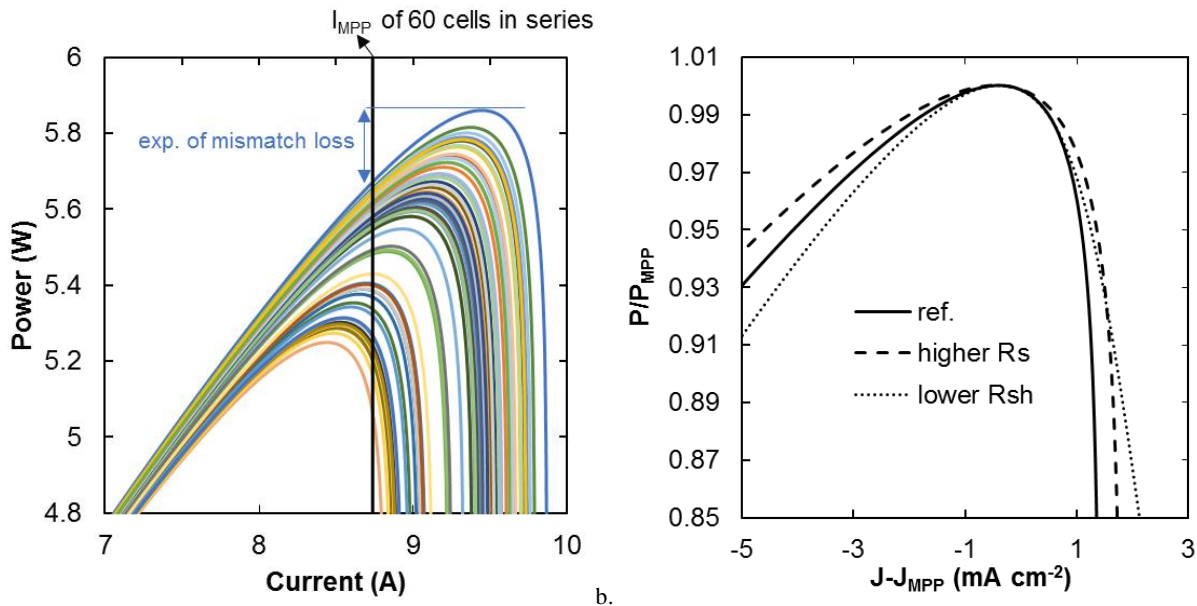 I_MPP of 60 cells in series
6
5.8
5.6
5.4
5.2
5
4.8
Power (W)
exp. of mismatch loss
7
8
9
10
Current (A)
b.
1.01
0.99
0.97
0.95
0.93
0.91
0.89
0.87
0.85
P/P_MPP
ref.
higher Rs
lower Rsh
-5
-3
-1
1
3
J-J_MPP (mA cm⁻²)